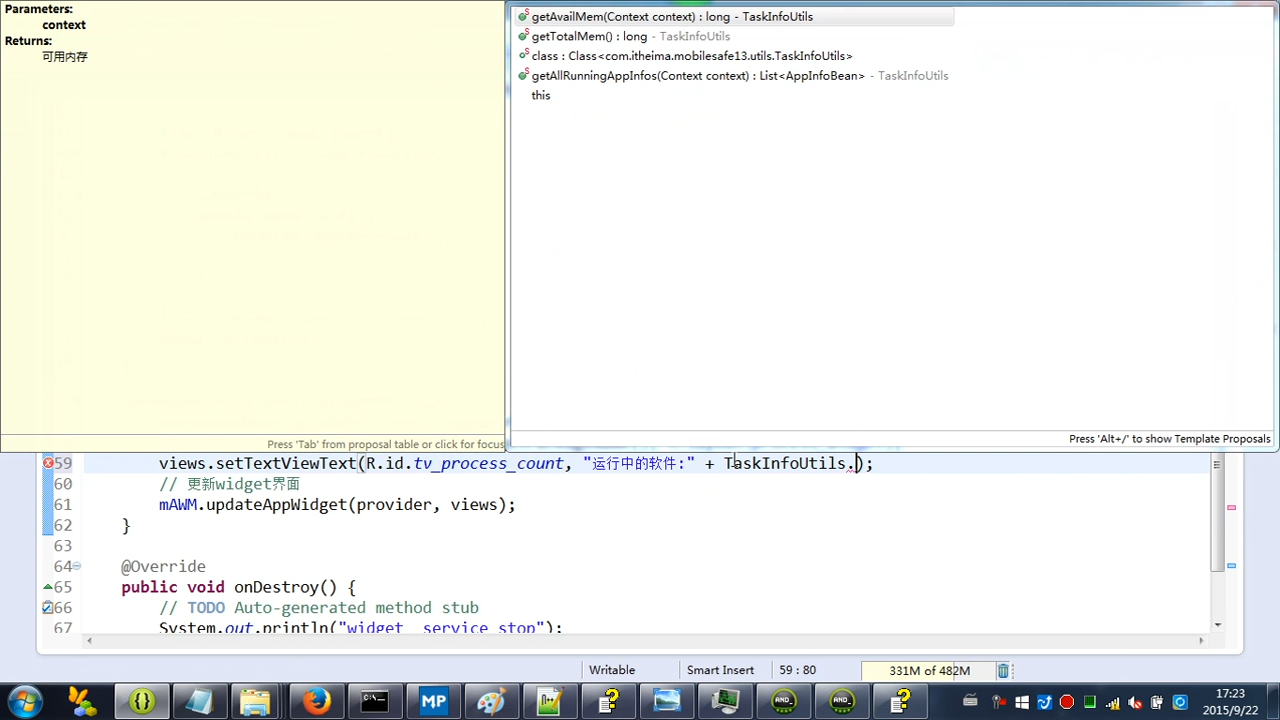 Parameters:
context
Returns:
可用内存
Press 'Tab' from proposal table or click for focus
getAvailMem(Context context) : long - TaskInfoUtils
getTotalMem() : long - TaskInfoUtils
class : Class<com.itheima.mobilesafe13.utils.TaskInfoUtils>
getAllRunningAppInfos(Context context) : List<AppInfoBean> - TaskInfoUtils
this
Press 'Alt+/' to show Template Proposals
59 views.setTextViewText(R.id.tv_process_count, "运行中的软件:" + TaskInfoUtils.);
60 // 更新widget界面
61 mAWM.updateAppWidget(provider, views);
62 }
63
64 @Override
65 public void onDestroy() {
66 // TODO Auto-generated method stub
67 System.out.println("widget service stop");
Writable Smart Insert 59 : 80 331M of 482M
MP
17:23
2015/9/22